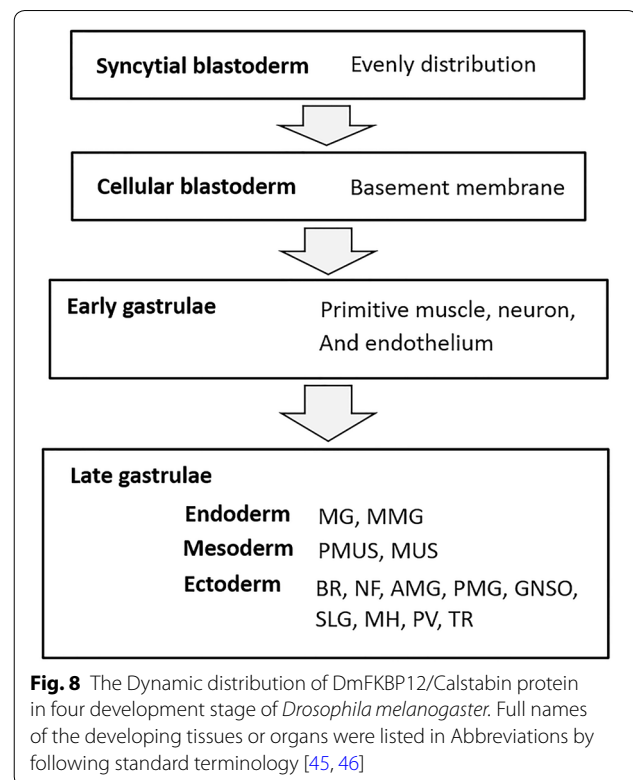 Syncytial blastoderm Evenly distribution
Cellular blastoderm Basement membrane
Early gastrulae Primitive muscle, neuron,
And endothelium
Late gastrulae
Endoderm MG, MMG
Mesoderm PMUS, MUS
Ectoderm BR, NF, AMG, PMG, GNSO,
SLG, MH, PV, TR
Fig. 8 The Dynamic distribution of DmFKBP12/Calstabin protein
in four development stage of Drosophila melanogaster. Full names
of the developing tissues or organs were listed in Abbreviations by
following standard terminology [45, 46]